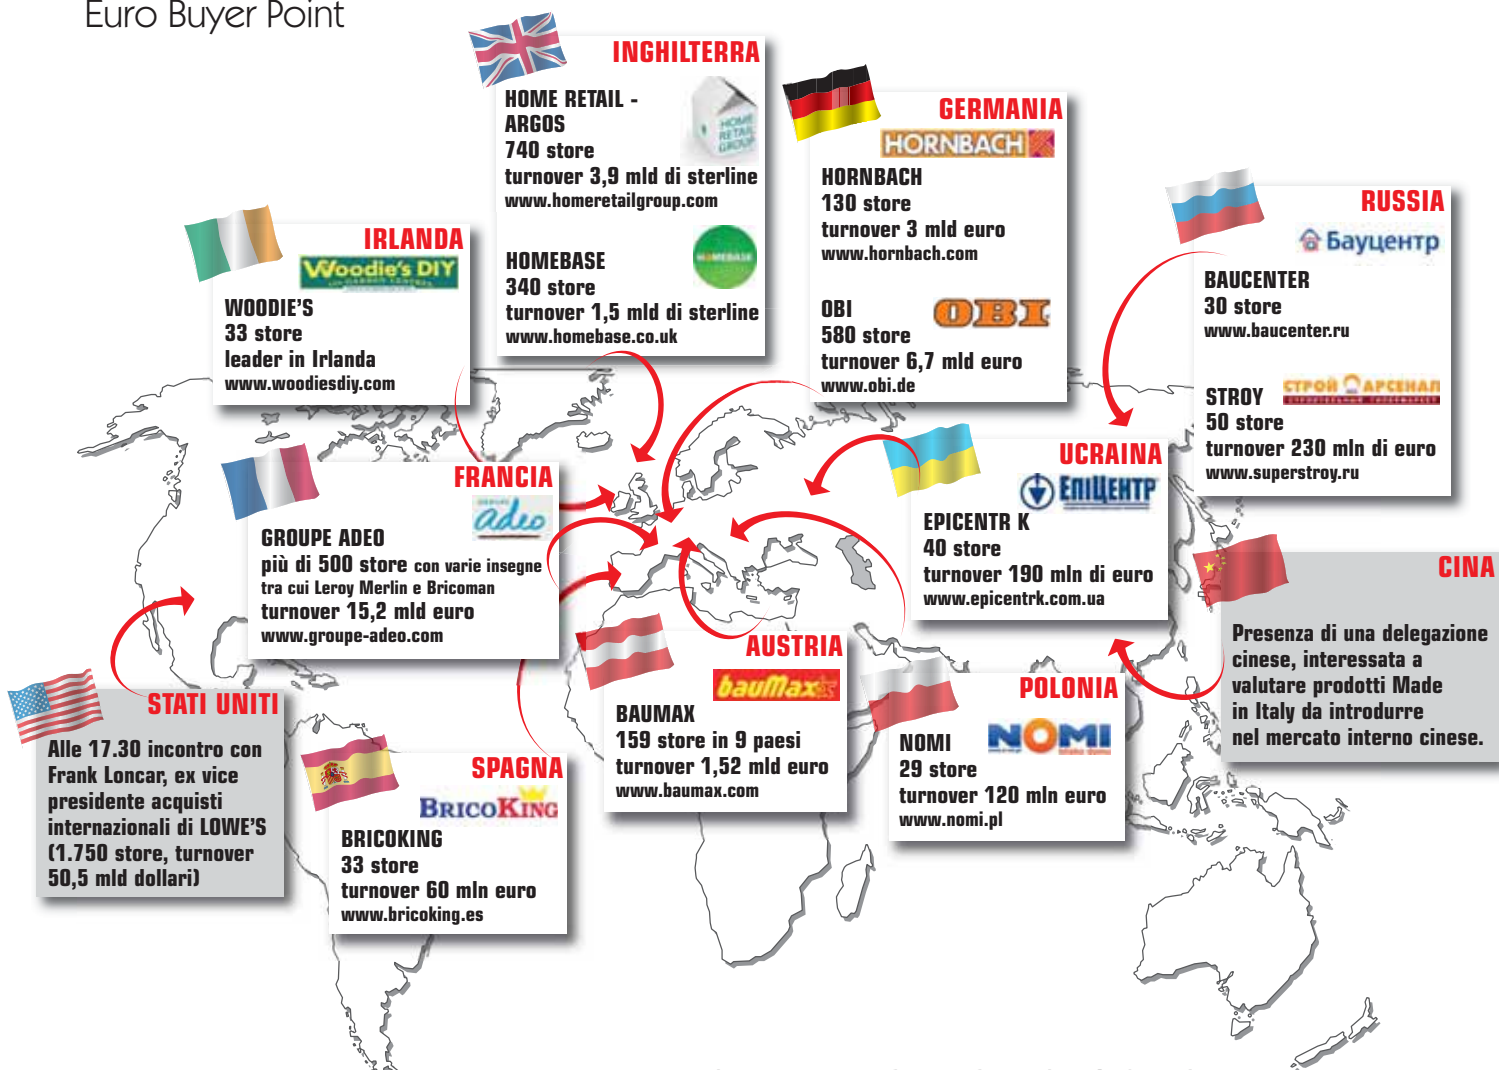 Euro Buyer Point
INGHILTERRA
HOME RETAIL -
ARGOS
740 store
turnover 3,9 mld di sterline
www.homeretailgroup.com
HOME
RETAIL
GROUP
HOMEBASE
340 store
turnover 1,5 mld di sterline
www.homebase.co.uk
HOMEBASE
GERMANIA
HORNBACH
HORNBACH
130 store
turnover 3 mld euro
www.hornbach.com
OBI
OBI
580 store
turnover 6,7 mld euro
www.obi.de
RUSSIA
Бауцентр
BAUCENTER
30 store
www.baucenter.ru
СТРОЙ АРСЕНАЛ
STROY
50 store
turnover 230 mln di euro
www.superstroy.ru
IRLANDA
Woodie's DIY
WOODIE'S
33 store
leader in Irlanda
www.woodiesdiy.com
FRANCIA
adeo
GROUPE ADEO
più di 500 store con varie insegne
tra cui Leroy Merlin e Bricoman
turnover 15,2 mld euro
www.groupe-adeo.com
UCRAINA
ЕПІЦЕНТР
EPICENTR K
40 store
turnover 190 mln di euro
www.epicentrk.com.ua
CINA
Presenza di una delegazione
cinese, interessata a
valutare prodotti Made
in Italy da introdurre
nel mercato interno cinese.
STATI UNITI
Alle 17.30 incontro con
Frank Loncar, ex vice
presidente acquisti
internazionali di LOWE'S
(1.750 store, turnover
50,5 mld dollari)
SPAGNA
BRICOKING
BRICOKING
33 store
turnover 60 mln euro
www.bricoking.es
AUSTRIA
bauMax
BAUMAX
159 store in 9 paesi
turnover 1,52 mld euro
www.baumax.com
POLONIA
NOMI
NOMI
29 store
turnover 120 mln euro
www.nomi.pl